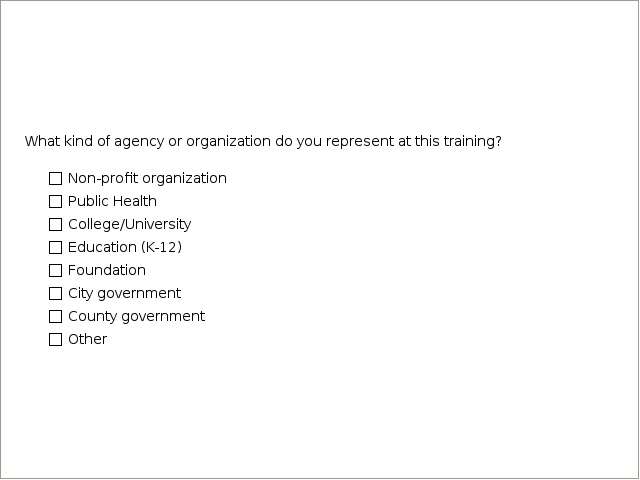 What kind of agency or organization do you represent at this training?
Non-profit organization
Public Health
College/University
Education (K-12)
Foundation
City government
County government
Other